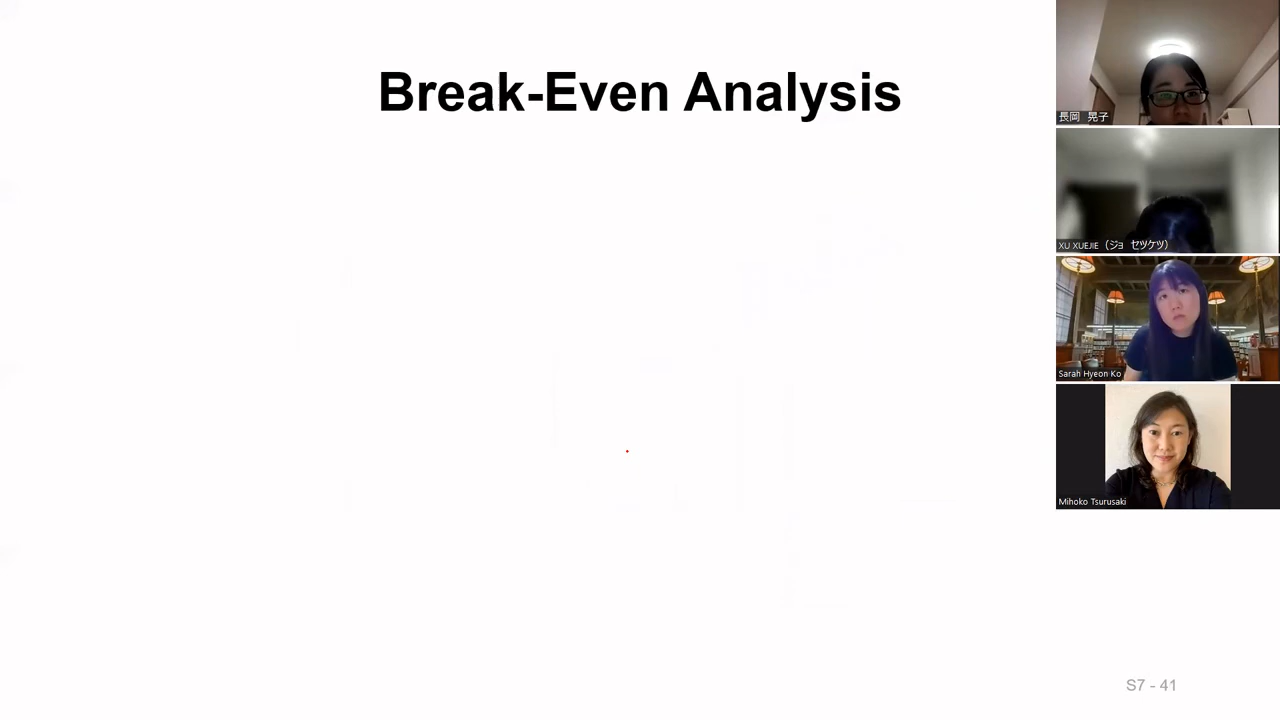 Break-Even Analysis
長岡　晃子
XU XUEJIE（ジョ　セツケツ）
Sarah Hyeon Ko
Mihoko Tsurusaki
S7 - 41